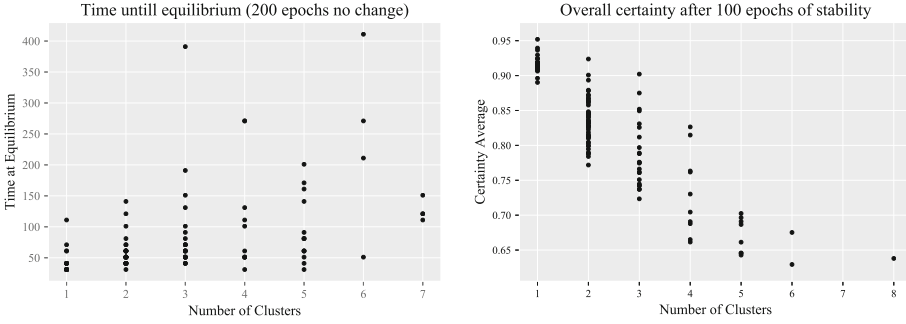 Time untill equilibrium (200 epochs no change)
Time at Equilibrium
400
350
300
250
200
150
100
50
1 2 3 4 5 6 7
Number of Clusters
Overall certainty after 100 epochs of stability
Certainty Average
0.95
0.90
0.85
0.80
0.75
0.70
0.65
1 2 3 4 5 6 7 8
Number of Clusters